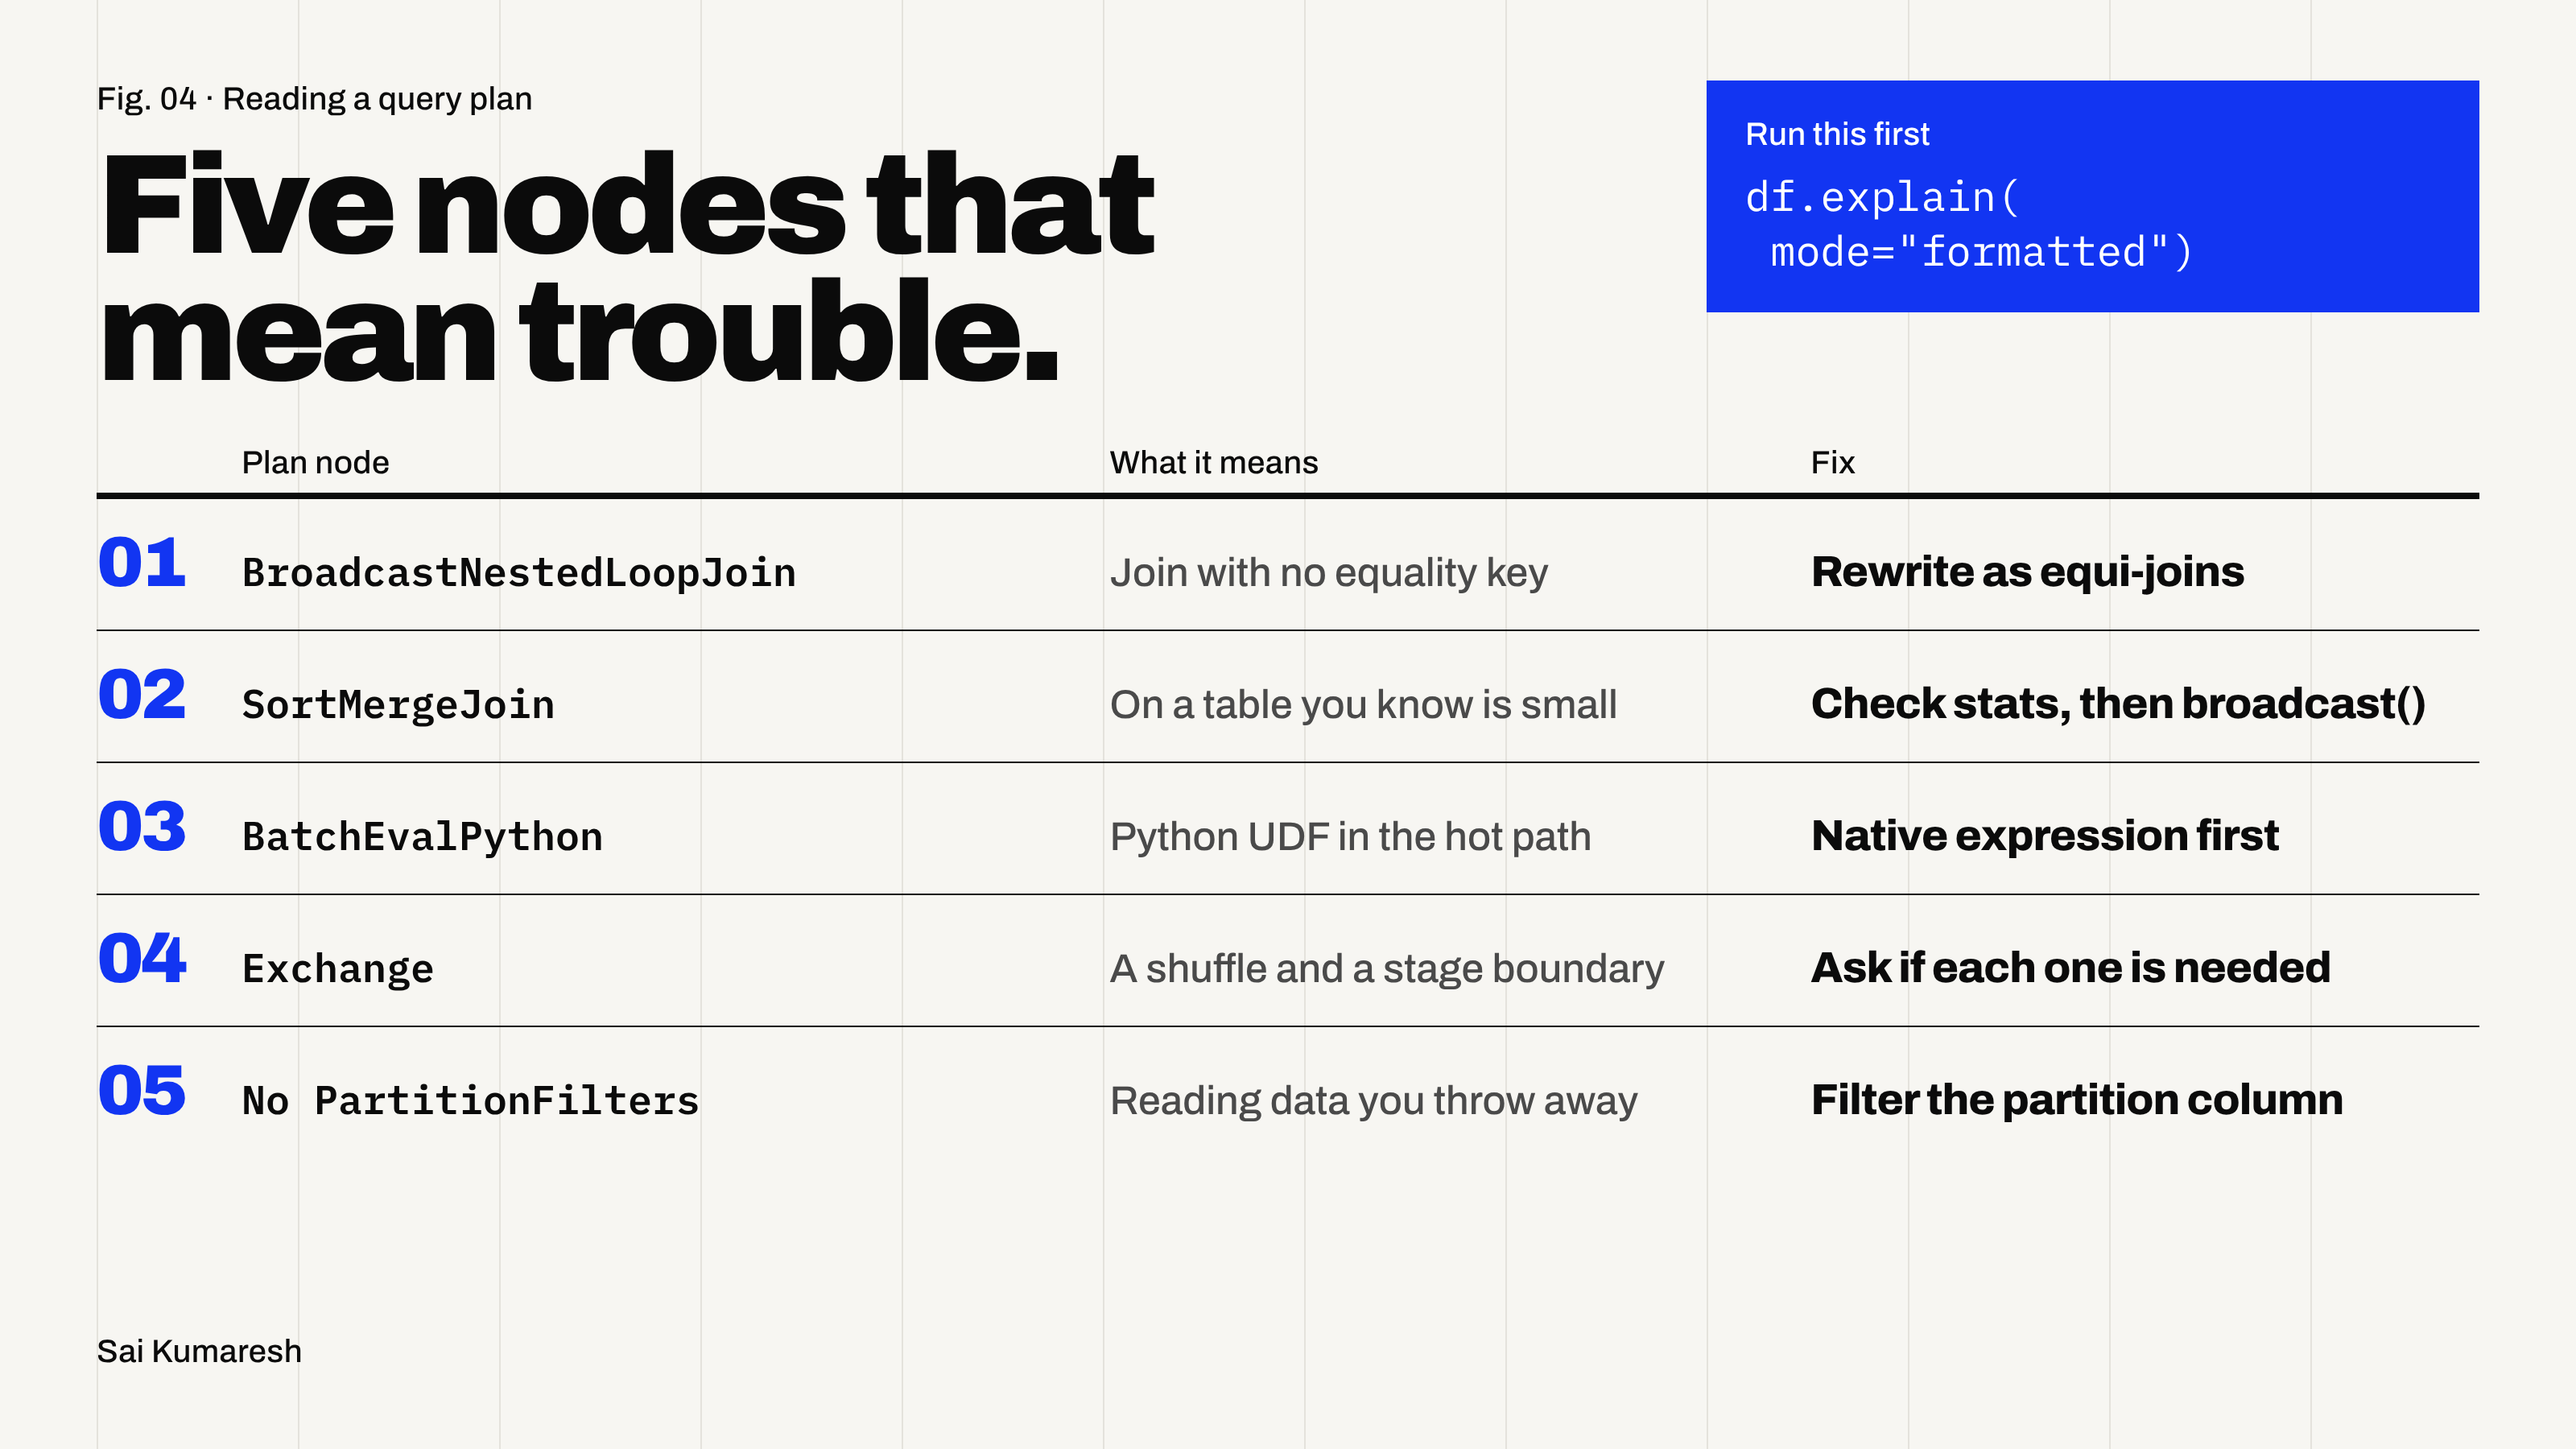 Fig. 04 · Reading a query plan
Five nodes that
mean trouble.
Run this first
df.explain(
mode="formatted")
Plan node What it means Fix
01 BroadcastNestedLoopJoin Join with no equality key Rewrite as equi-joins
02 SortMergeJoin On a table you know is small Check stats, then broadcast()
03 BatchEvalPython Python UDF in the hot path Native expression first
04 Exchange A shuffle and a stage boundary Ask if each one is needed
05 No PartitionFilters Reading data you throw away Filter the partition column
Sai Kumaresh